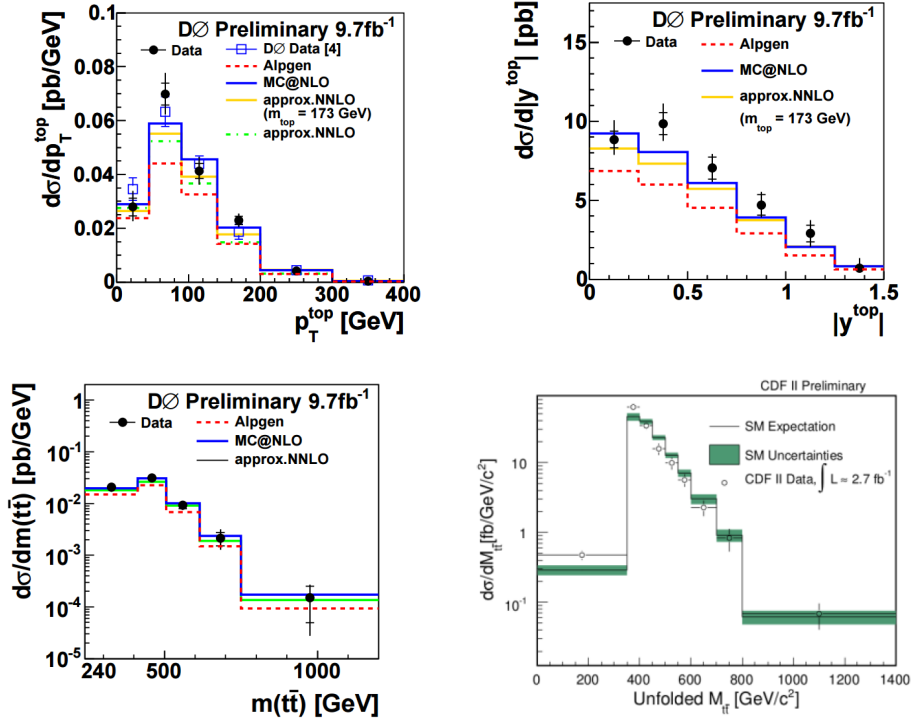 DØ Preliminary 9.7fb-1
Data
DØ Data [4]
Alpgen
MC@NLO
approx.NNLO
(m_top = 173 GeV)
approx.NNLO
dσ/dp_T^top [pb/GeV]
0.1
0.08
0.06
0.04
0.02
0
0 100 200 300 400
p_T^top [GeV]
DØ Preliminary 9.7fb-1
Data
Alpgen
MC@NLO
approx.NNLO
(m_top = 173 GeV)
dσ/d|y^top| [pb]
15
10
5
0
0 0.5 1 1.5
|y^top|
DØ Preliminary 9.7fb-1
Data
Alpgen
MC@NLO
approx.NNLO
dσ/dm(tt̄) [pb/GeV]
1
10-1
10-2
10-3
10-4
10-5
240 500 1000
m(tt̄) [GeV]
CDF II Preliminary
SM Expectation
SM Uncertainties
CDF II Data, ∫ L = 2.7 fb-1
dσ/dM_tt̄ [fb/GeV/c2]
10
1
10-1
0 200 400 600 800 1000 1200 1400
Unfolded M_tt̄ [GeV/c2]